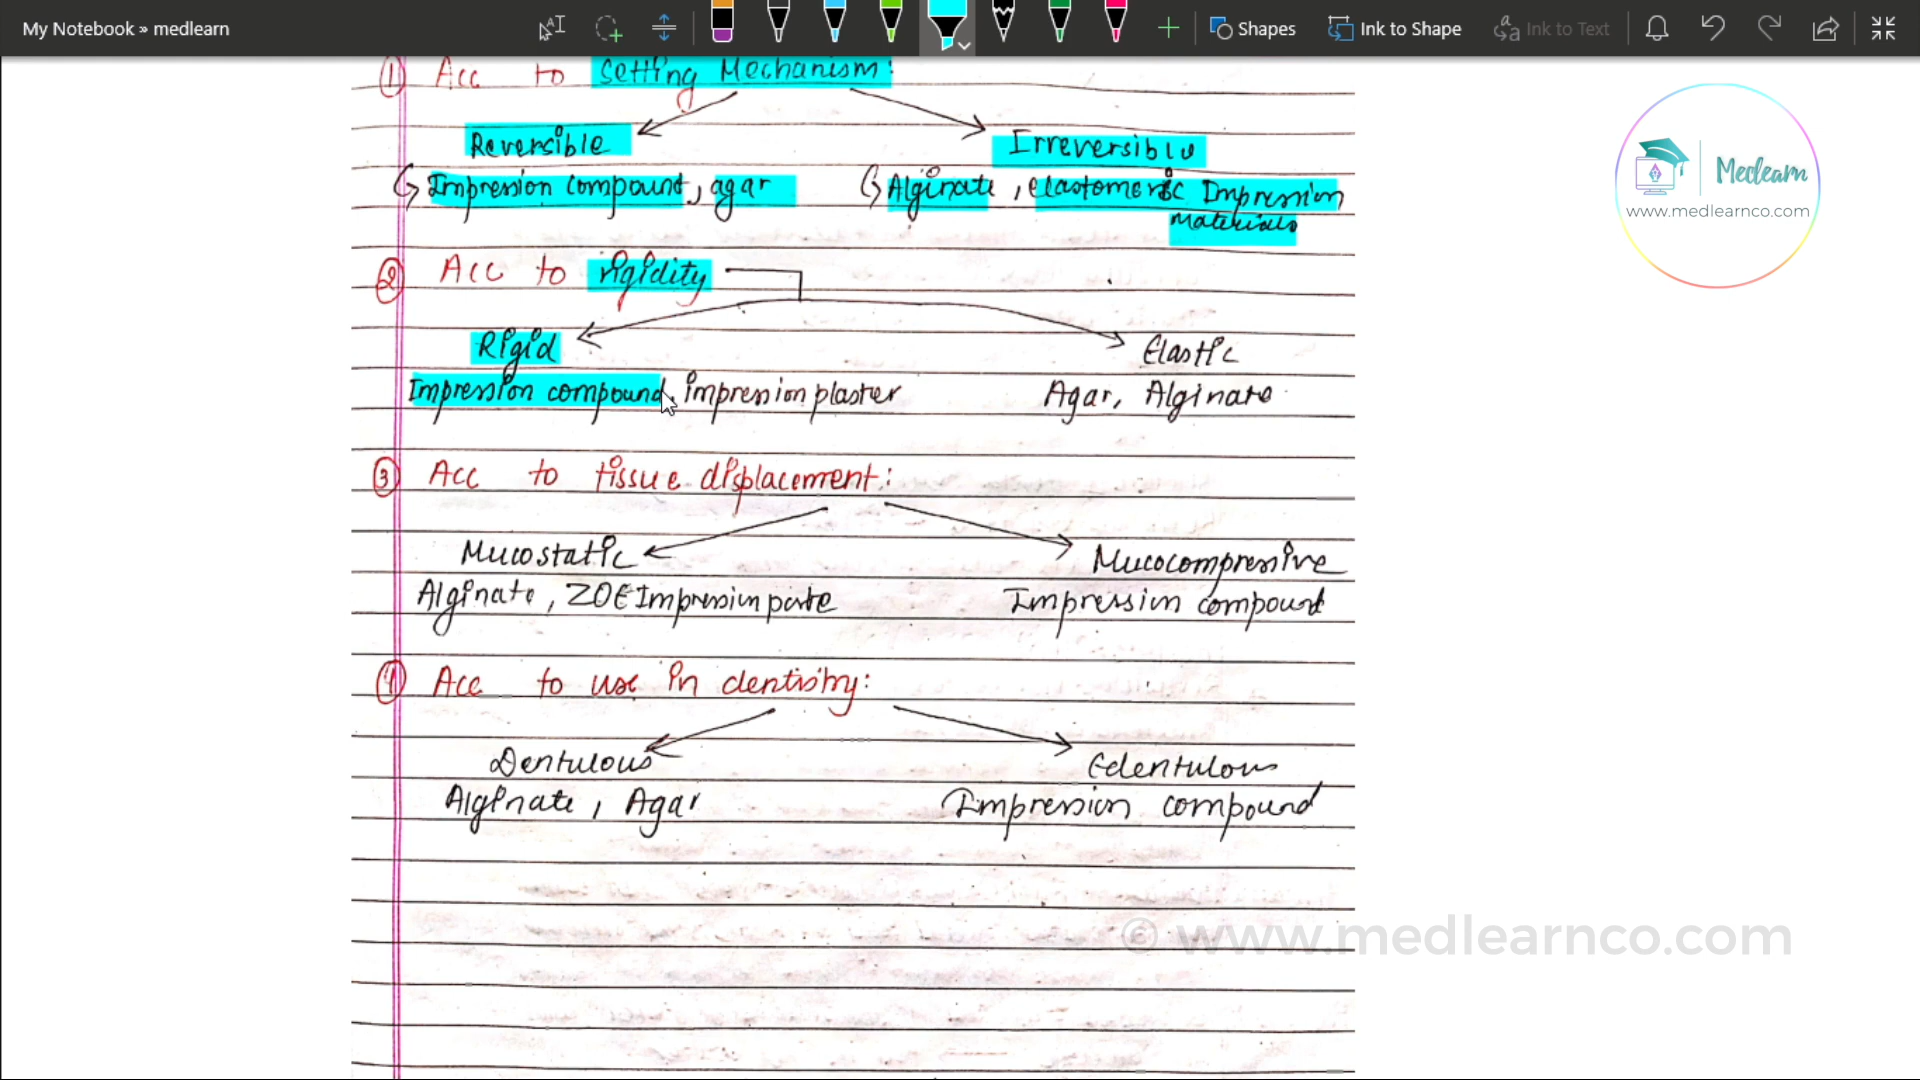 My Notebook » medlearn
Shapes
Ink to Shape
Ink to Text
① Acc to Setting Mechanism:
Reversible
Irreversible
Impression compound, agar
Alginate, elastomeric Impression
Materials
② Acc to rigidity
Rigid
Elastic
Impression compound, impression plaster
Agar, Alginate
③ Acc to tissue displacement:
Mucostatic
Mucocompressive
Alginate, ZOE Impression paste
Impression compound
Acc to use in dentistry:
Dentulous
Edentulous
Alginate, Agar
Impression compound
Medlearn
www.medlearnco.com
© www.medlearnco.com